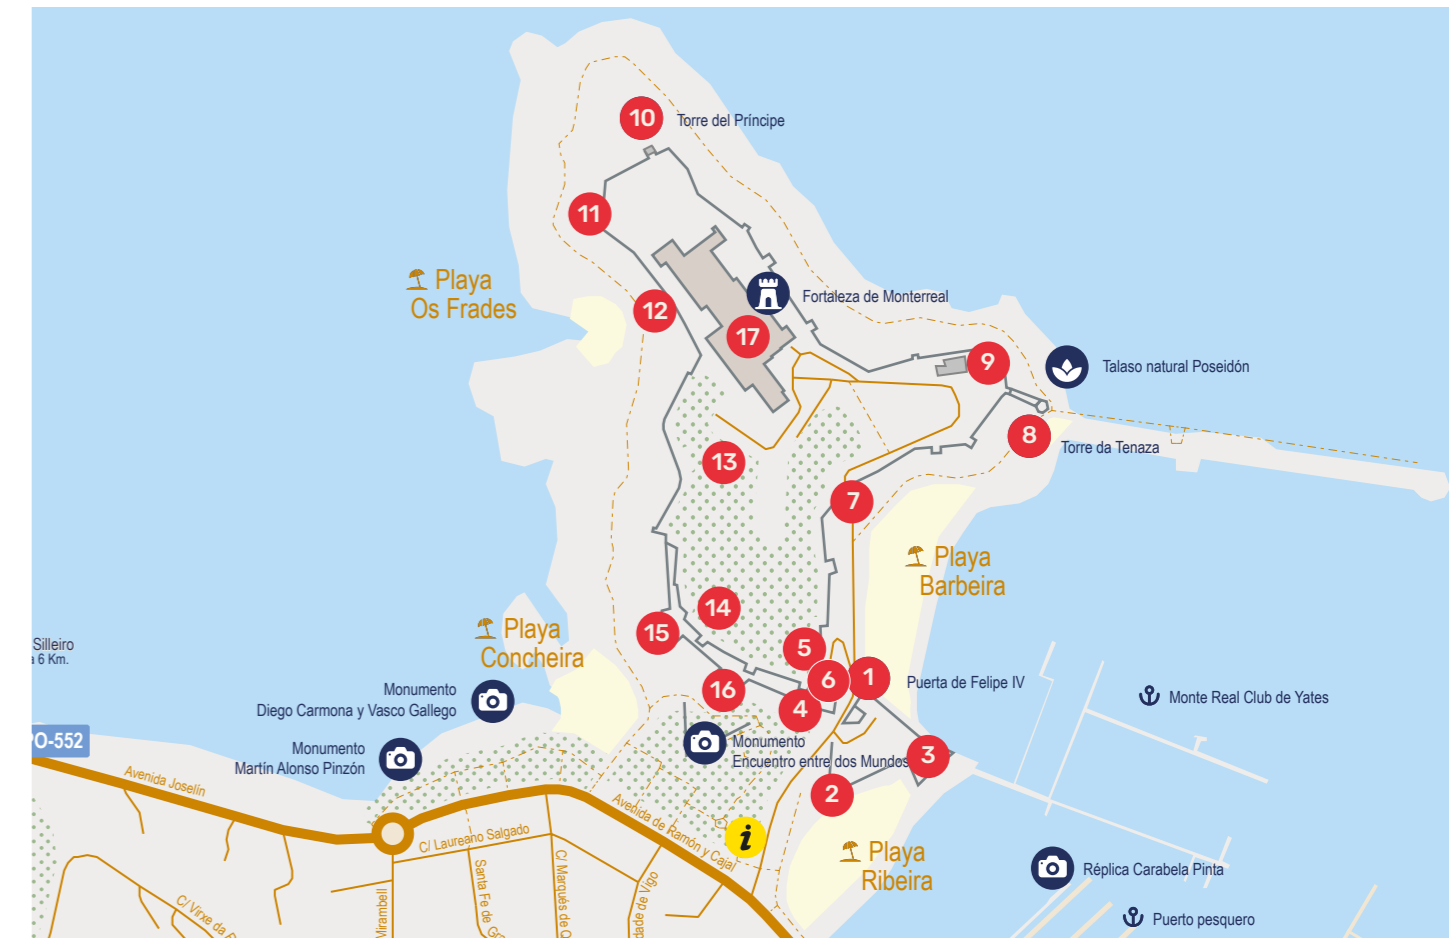 10
Torre del Príncipe
11
Playa
Os Frades
12
Fortaleza de Monterreal
17
9
Talaso natural Poseidón
8
Torre da Tenaza
13
7
Playa
Barbeira
14
15
Playa
Concheira
5
6
1
Puerta de Felipe IV
16
4
Silleiro
a 6 Km.
Monumento
Diego Carmona y Vasco Gallego
Monumento
Martín Alonso Pinzón
Monumento
Encuentro entre dos Mundos
3
2
Monte Real Club de Yates
PO-552
Avenida Joselín
Avenida de Ramón y Cajal
i
C/ Laureano Salgado
Playa
Ribeira
Réplica Carabela Pinta
Puerto pesquero
C/ Virxe da
Mirambell
Santa Fe de
C/ Marqués de
dade de Vigo